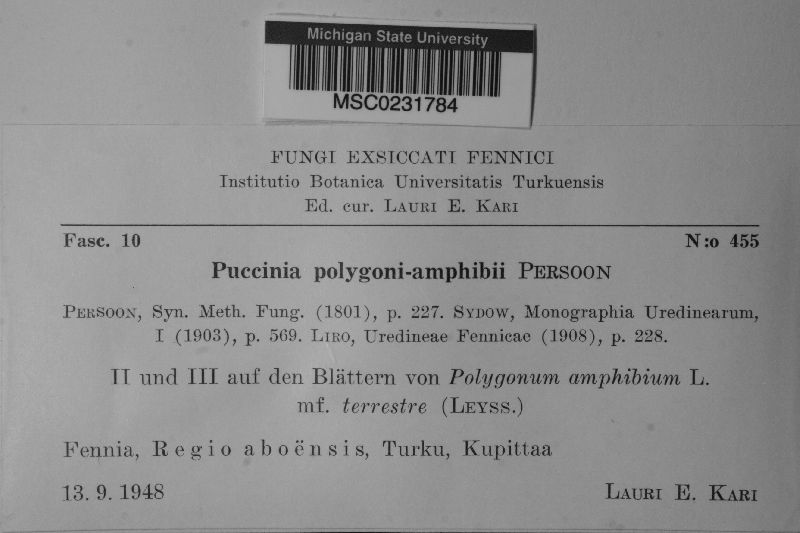 Michigan State University
MSC0231784
FUNGI EXSICCATI FENNICI
Institutio Botanica Universitatis Turkuensis
Ed. cur. LAURI E. KARI
Fasc. 10 N:o 455
Puccinia polygoni-amphibii PERSOON
PERSOON, Syn. Meth. Fung. (1801), p. 227. SYDOW, Monographia Uredinearum,
I (1903), p. 569. LIRO, Uredineae Fennicae (1908), p. 228.
II und III auf den Blättern von Polygonum amphibium L.
mf. terrestre (LEYSS.)
Fennia, Regio aboënsis, Turku, Kupittaa
13. 9. 1948 LAURI E. KARI